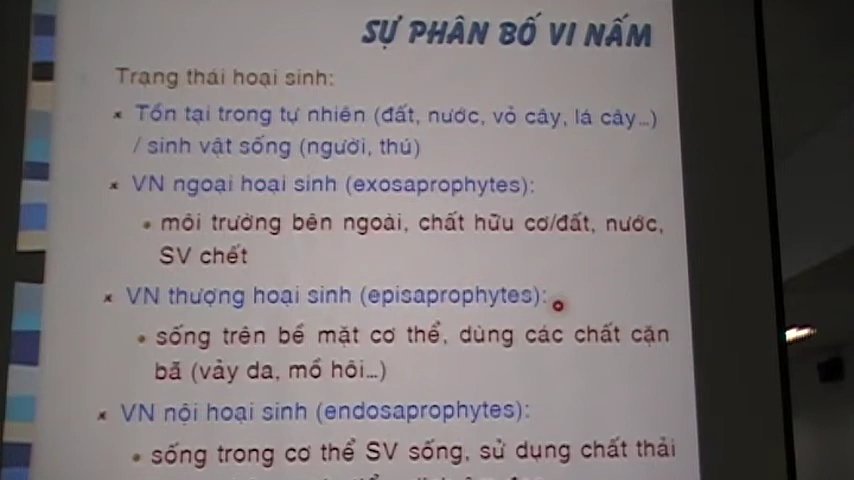 SỰ PHÂN BỐ VI NẤM
Trạng thái hoại sinh:
Tồn tại trong tự nhiên (đất, nước, vỏ cây, lá cây…)
/ sinh vật sống (người, thú)
VN ngoại hoại sinh (exosaprophytes):
môi trường bên ngoài, chất hữu cơ/đất, nước,
SV chết
VN thượng hoại sinh (episaprophytes):
sống trên bề mặt cơ thể, dùng các chất cặn
bã (vảy da, mồ hôi…)
VN nội hoại sinh (endosaprophytes):
sống trong cơ thể SV sống, sử dụng chất thải